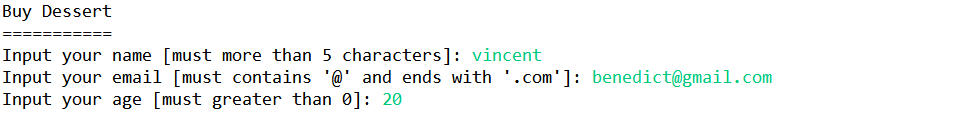 Buy Dessert
===========
Input your name [must more than 5 characters]: vincent
Input your email [must contains '@' and ends with '.com']: benedict@gmail.com
Input your age [must greater than 0]: 20